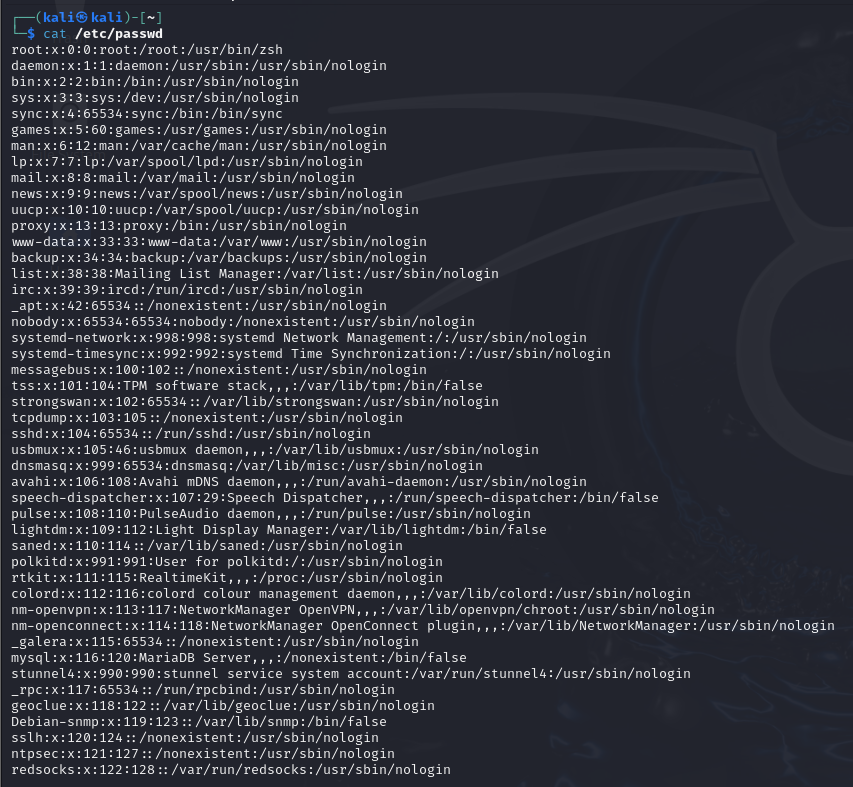 ┌──(kali㉿kali)-[~]
└─$ cat /etc/passwd
root:x:0:0:root:/root:/usr/bin/zsh
daemon:x:1:1:daemon:/usr/sbin:/usr/sbin/nologin
bin:x:2:2:bin:/bin:/usr/sbin/nologin
sys:x:3:3:sys:/dev:/usr/sbin/nologin
sync:x:4:65534:sync:/bin:/bin/sync
games:x:5:60:games:/usr/games:/usr/sbin/nologin
man:x:6:12:man:/var/cache/man:/usr/sbin/nologin
lp:x:7:7:lp:/var/spool/lpd:/usr/sbin/nologin
mail:x:8:8:mail:/var/mail:/usr/sbin/nologin
news:x:9:9:news:/var/spool/news:/usr/sbin/nologin
uucp:x:10:10:uucp:/var/spool/uucp:/usr/sbin/nologin
proxy:x:13:13:proxy:/bin:/usr/sbin/nologin
www-data:x:33:33:www-data:/var/www:/usr/sbin/nologin
backup:x:34:34:backup:/var/backups:/usr/sbin/nologin
list:x:38:38:Mailing List Manager:/var/list:/usr/sbin/nologin
irc:x:39:39:ircd:/run/ircd:/usr/sbin/nologin
_apt:x:42:65534::/nonexistent:/usr/sbin/nologin
nobody:x:65534:65534:nobody:/nonexistent:/usr/sbin/nologin
systemd-network:x:998:998:systemd Network Management:/:/usr/sbin/nologin
systemd-timesync:x:992:992:systemd Time Synchronization:/:/usr/sbin/nologin
messagebus:x:100:102::/nonexistent:/usr/sbin/nologin
tss:x:101:104:TPM software stack,,,:/var/lib/tpm:/bin/false
strongswan:x:102:65534::/var/lib/strongswan:/usr/sbin/nologin
tcpdump:x:103:105::/nonexistent:/usr/sbin/nologin
sshd:x:104:65534::/run/sshd:/usr/sbin/nologin
usbmux:x:105:46:usbmux daemon,,,:/var/lib/usbmux:/usr/sbin/nologin
dnsmasq:x:999:65534:dnsmasq:/var/lib/misc:/usr/sbin/nologin
avahi:x:106:108:Avahi mDNS daemon,,,:/run/avahi-daemon:/usr/sbin/nologin
speech-dispatcher:x:107:29:Speech Dispatcher,,,:/run/speech-dispatcher:/bin/false
pulse:x:108:110:PulseAudio daemon,,,:/run/pulse:/usr/sbin/nologin
lightdm:x:109:112:Light Display Manager:/var/lib/lightdm:/bin/false
saned:x:110:114::/var/lib/saned:/usr/sbin/nologin
polkitd:x:991:991:User for polkitd:/:/usr/sbin/nologin
rtkit:x:111:115:RealtimeKit,,,:/proc:/usr/sbin/nologin
colord:x:112:116:colord colour management daemon,,,:/var/lib/colord:/usr/sbin/nologin
nm-openvpn:x:113:117:NetworkManager OpenVPN,,,:/var/lib/openvpn/chroot:/usr/sbin/nologin
nm-openconnect:x:114:118:NetworkManager OpenConnect plugin,,,:/var/lib/NetworkManager:/usr/sbin/nologin
_galera:x:115:65534::/nonexistent:/usr/sbin/nologin
mysql:x:116:120:MariaDB Server,,,:/nonexistent:/bin/false
stunnel4:x:990:990:stunnel service system account:/var/run/stunnel4:/usr/sbin/nologin
_rpc:x:117:65534::/run/rpcbind:/usr/sbin/nologin
geoclue:x:118:122::/var/lib/geoclue:/usr/sbin/nologin
Debian-snmp:x:119:123::/var/lib/snmp:/bin/false
sslh:x:120:124::/nonexistent:/usr/sbin/nologin
ntpsec:x:121:127::/nonexistent:/usr/sbin/nologin
redsocks:x:122:128::/var/run/redsocks:/usr/sbin/nologin